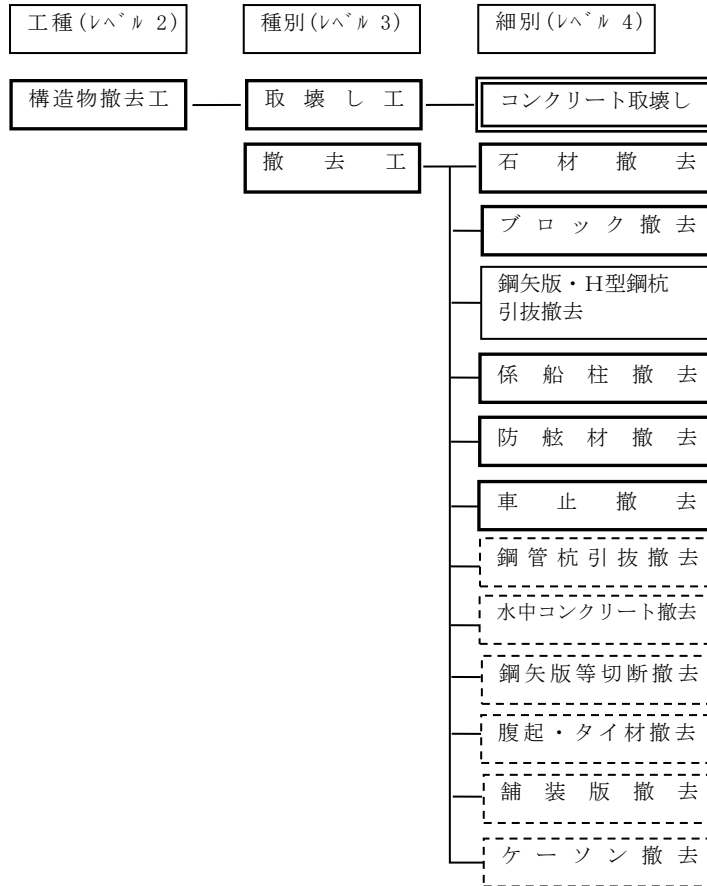 工種(ﾚﾍﾞﾙ 2) 種別(ﾚﾍﾞﾙ 3) 細別(ﾚﾍﾞﾙ 4)
構造物撤去工 取壊し工 コンクリート取壊し
撤去工 石材撤去
ブロック撤去
鋼矢版・H型鋼杭
引抜撤去
係船柱撤去
防舷材撤去
車止撤去
鋼管杭引抜撤去
水中コンクリート撤去
鋼矢版等切断撤去
腹起・タイ材撤去
舗装版撤去
ケーソン撤去